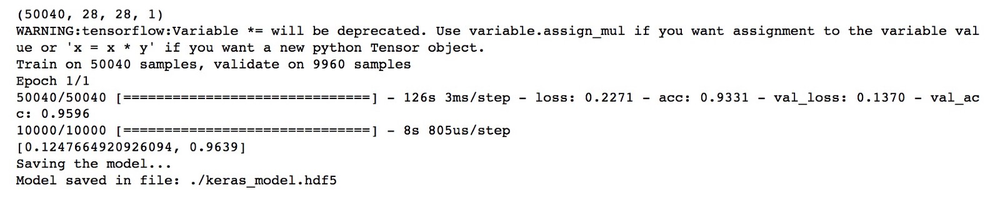 (50040, 28, 28, 1)
WARNING:tensorflow:Variable *= will be deprecated. Use variable.assign_mul if you want assignment to the variable val
ue or 'x = x * y' if you want a new python Tensor object.
Train on 50040 samples, validate on 9960 samples
Epoch 1/1
50040/50040 [==============================] - 126s 3ms/step - loss: 0.2271 - acc: 0.9331 - val_loss: 0.1370 - val_ac
c: 0.9596
10000/10000 [==============================] - 8s 805us/step
[0.1247664920926094, 0.9639]
Saving the model...
Model saved in file: ./keras_model.hdf5